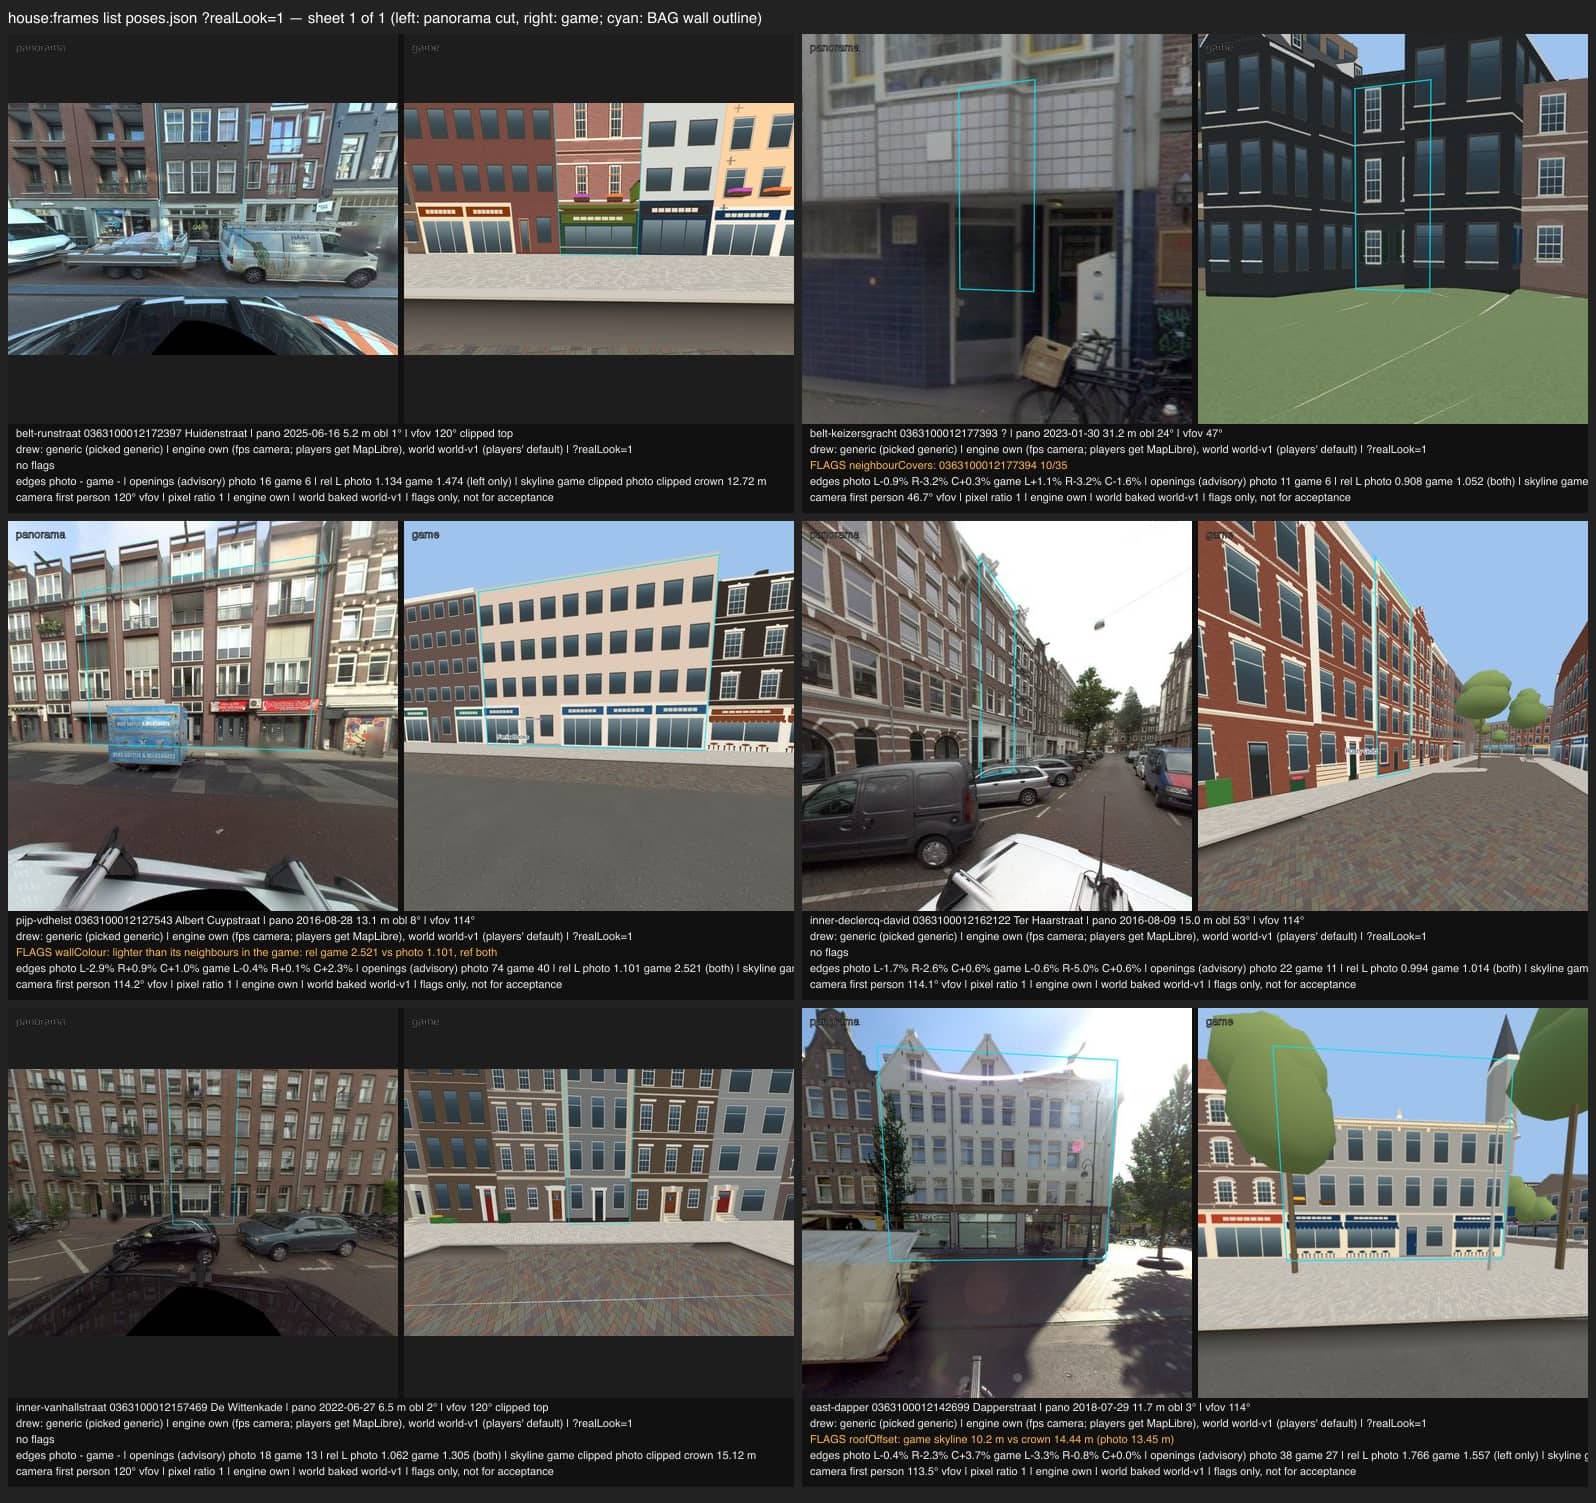 house:frames list poses.json ?realLook=1 — sheet 1 of 1 (left: panorama cut, right: game; cyan: BAG wall outline)
panorama
game
panorama
game
belt-runstraat 0363100012172397 Huidenstraat | pano 2025-06-16 5.2 m obl 1° | vfov 120° clipped top
drew: generic (picked generic) | engine own (fps camera; players get MapLibre), world world-v1 (players' default) | ?realLook=1
no flags
edges photo - game - | openings (advisory) photo 16 game 6 | rel L photo 1.134 game 1.474 (left only) | skyline game clipped photo clipped crown 12.72 m
camera first person 120° vfov | pixel ratio 1 | engine own | world baked world-v1 | flags only, not for acceptance
belt-keizersgracht 0363100012177393 ? | pano 2023-01-30 31.2 m obl 24° | vfov 47°
drew: generic (picked generic) | engine own (fps camera; players get MapLibre), world world-v1 (players' default) | ?realLook=1
FLAGS neighbourCovers: 0363100012177394 10/35
edges photo L-0.9% R-3.2% C+0.3% game L+1.1% R-3.2% C-1.6% | openings (advisory) photo 11 game 6 | rel L photo 0.908 game 1.052 (both) | skyline game
camera first person 46.7° vfov | pixel ratio 1 | engine own | world baked world-v1 | flags only, not for acceptance
panorama
game
panorama
game
pijp-vdhelst 0363100012127543 Albert Cuypstraat | pano 2016-08-28 13.1 m obl 8° | vfov 114°
drew: generic (picked generic) | engine own (fps camera; players get MapLibre), world world-v1 (players' default) | ?realLook=1
FLAGS wallColour: lighter than its neighbours in the game: rel game 2.521 vs photo 1.101, ref both
edges photo L-2.9% R+0.9% C+1.0% game L-0.4% R+0.1% C+2.3% | openings (advisory) photo 74 game 40 | rel L photo 1.101 game 2.521 (both) | skyline gam
camera first person 114.2° vfov | pixel ratio 1 | engine own | world baked world-v1 | flags only, not for acceptance
inner-declercq-david 0363100012162122 Ter Haarstraat | pano 2016-08-09 15.0 m obl 53° | vfov 114°
drew: generic (picked generic) | engine own (fps camera; players get MapLibre), world world-v1 (players' default) | ?realLook=1
no flags
edges photo L-1.7% R-2.6% C+0.6% game L-0.6% R-5.0% C+0.6% | openings (advisory) photo 22 game 11 | rel L photo 0.994 game 1.014 (both) | skyline gam
camera first person 114.1° vfov | pixel ratio 1 | engine own | world baked world-v1 | flags only, not for acceptance
panorama
game
panorama
game
inner-vanhallstraat 0363100012157469 De Wittenkade | pano 2022-06-27 6.5 m obl 2° | vfov 120° clipped top
drew: generic (picked generic) | engine own (fps camera; players get MapLibre), world world-v1 (players' default) | ?realLook=1
no flags
edges photo - game - | openings (advisory) photo 18 game 13 | rel L photo 1.062 game 1.305 (both) | skyline game clipped photo clipped crown 15.12 m
camera first person 120° vfov | pixel ratio 1 | engine own | world baked world-v1 | flags only, not for acceptance
east-dapper 0363100012142699 Dapperstraat | pano 2018-07-29 11.7 m obl 3° | vfov 114°
drew: generic (picked generic) | engine own (fps camera; players get MapLibre), world world-v1 (players' default) | ?realLook=1
FLAGS roofOffset: game skyline 10.2 m vs crown 14.44 m (photo 13.45 m)
edges photo L-0.4% R-2.3% C+3.7% game L-3.3% R-0.8% C+0.0% | openings (advisory) photo 38 game 27 | rel L photo 1.766 game 1.557 (left only) | skyline g
camera first person 113.5° vfov | pixel ratio 1 | engine own | world baked world-v1 | flags only, not for acceptance